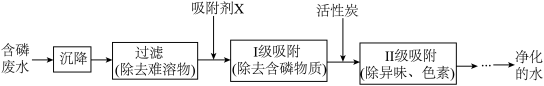 吸附剂X
活性炭
含磷
废水
沉降
过滤
(除去难溶物)
I级吸附
(除去含磷物质)
II级吸附
(除异味、色素)
···
净化
的水